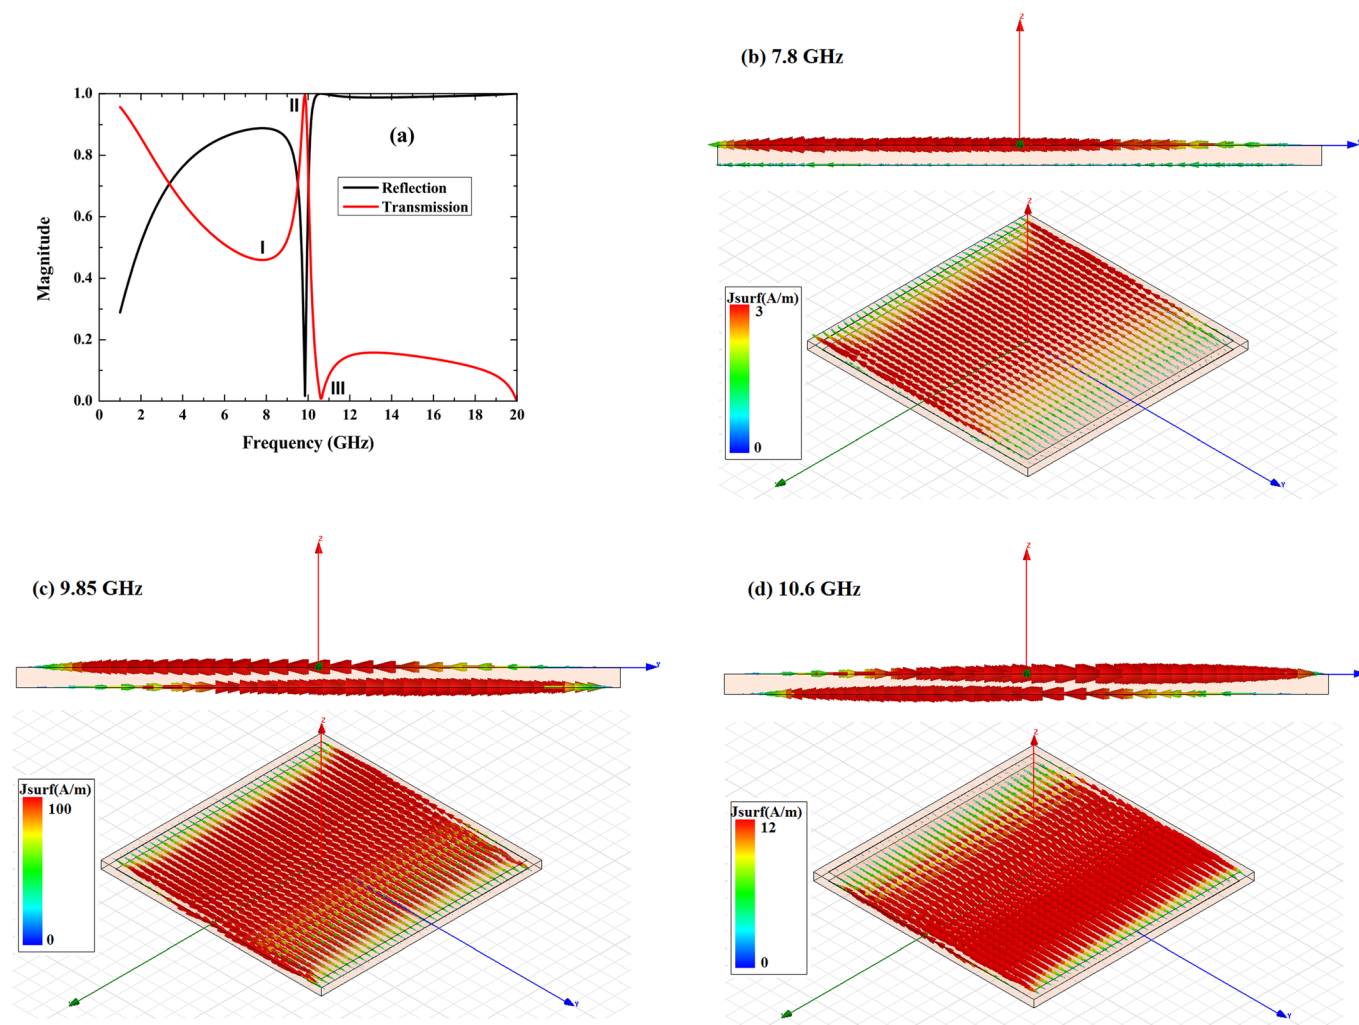 (a)
Magnitude
1.0
0.8
0.6
0.4
0.2
0.0
I
II
III
Reflection
Transmission
0 2 4 6 8 10 12 14 16 18 20
Frequency (GHz)
(b) 7.8 GHz
Z
Z
Jsurf(A/m)
3
0
Y
(c) 9.85 GHz
Z
Y
Z
Jsurf(A/m)
100
0
Y
(d) 10.6 GHz
Z
Z
Jsurf(A/m)
12
0
Y